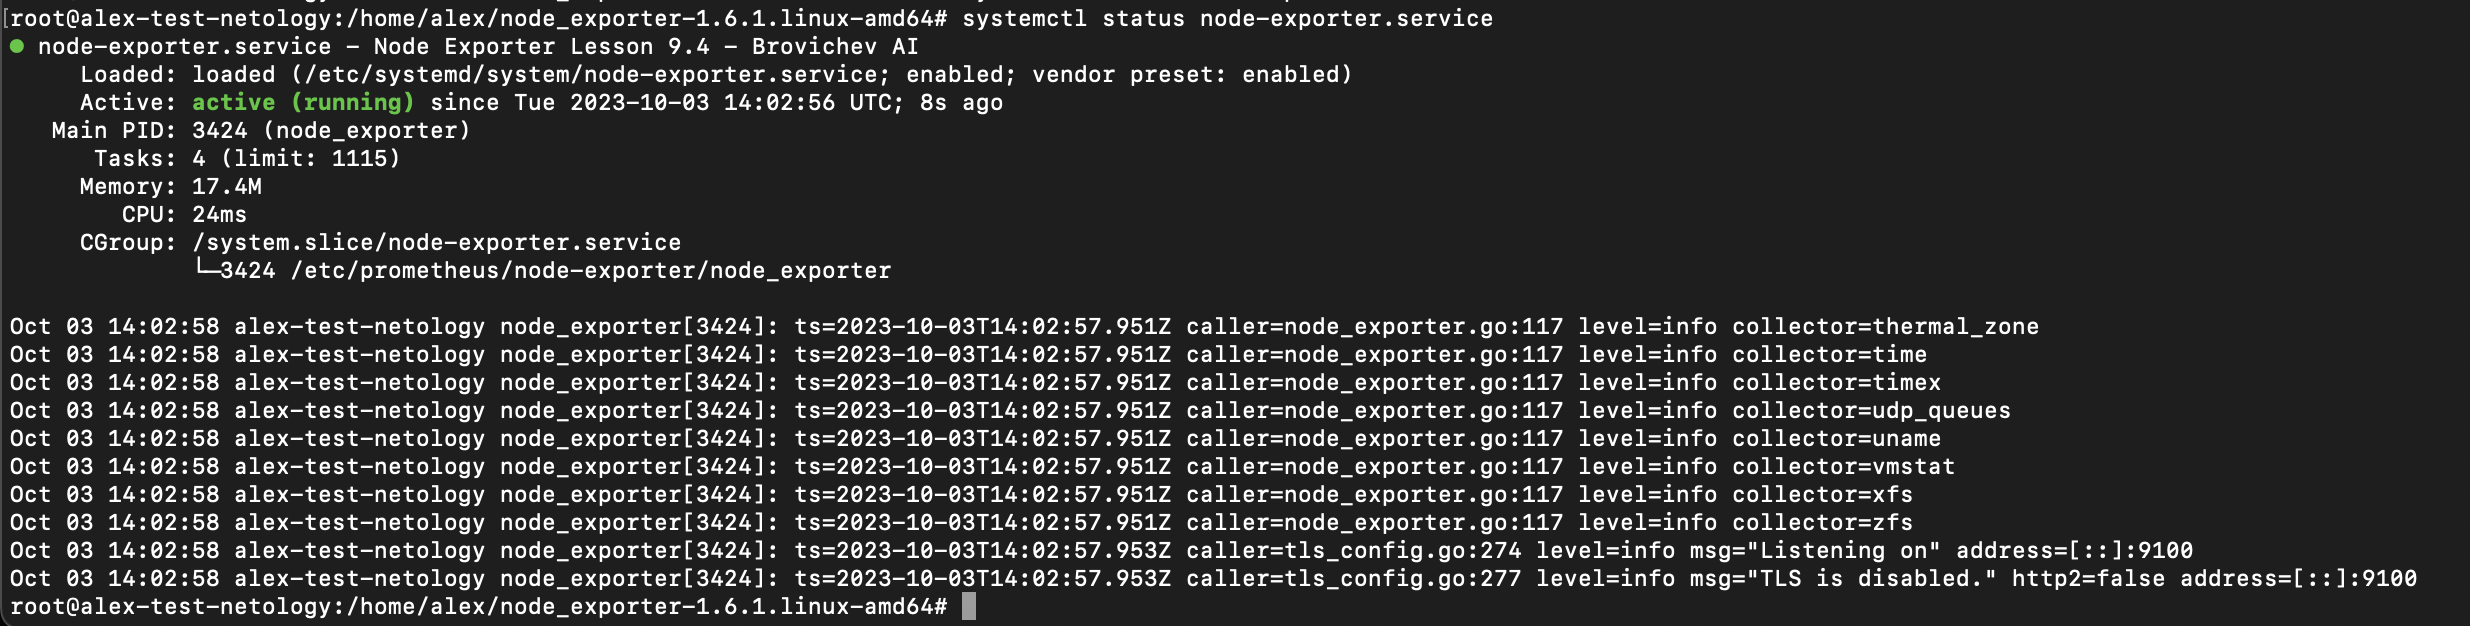 [root@alex-test-netology:/home/alex/node_exporter-1.6.1.linux-amd64# systemctl status node-exporter.service
● node-exporter.service - Node Exporter Lesson 9.4 - Brovichev AI
     Loaded: loaded (/etc/systemd/system/node-exporter.service; enabled; vendor preset: enabled)
     Active: active (running) since Tue 2023-10-03 14:02:56 UTC; 8s ago
   Main PID: 3424 (node_exporter)
      Tasks: 4 (limit: 1115)
     Memory: 17.4M
        CPU: 24ms
     CGroup: /system.slice/node-exporter.service
             └─3424 /etc/prometheus/node-exporter/node_exporter
Oct 03 14:02:58 alex-test-netology node_exporter[3424]: ts=2023-10-03T14:02:57.951Z caller=node_exporter.go:117 level=info collector=thermal_zone
Oct 03 14:02:58 alex-test-netology node_exporter[3424]: ts=2023-10-03T14:02:57.951Z caller=node_exporter.go:117 level=info collector=time
Oct 03 14:02:58 alex-test-netology node_exporter[3424]: ts=2023-10-03T14:02:57.951Z caller=node_exporter.go:117 level=info collector=timex
Oct 03 14:02:58 alex-test-netology node_exporter[3424]: ts=2023-10-03T14:02:57.951Z caller=node_exporter.go:117 level=info collector=udp_queues
Oct 03 14:02:58 alex-test-netology node_exporter[3424]: ts=2023-10-03T14:02:57.951Z caller=node_exporter.go:117 level=info collector=uname
Oct 03 14:02:58 alex-test-netology node_exporter[3424]: ts=2023-10-03T14:02:57.951Z caller=node_exporter.go:117 level=info collector=vmstat
Oct 03 14:02:58 alex-test-netology node_exporter[3424]: ts=2023-10-03T14:02:57.951Z caller=node_exporter.go:117 level=info collector=xfs
Oct 03 14:02:58 alex-test-netology node_exporter[3424]: ts=2023-10-03T14:02:57.951Z caller=node_exporter.go:117 level=info collector=zfs
Oct 03 14:02:58 alex-test-netology node_exporter[3424]: ts=2023-10-03T14:02:57.953Z caller=tls_config.go:274 level=info msg="Listening on" address=[::]:9100
Oct 03 14:02:58 alex-test-netology node_exporter[3424]: ts=2023-10-03T14:02:57.953Z caller=tls_config.go:277 level=info msg="TLS is disabled." http2=false address=[::]:9100
root@alex-test-netology:/home/alex/node_exporter-1.6.1.linux-amd64#